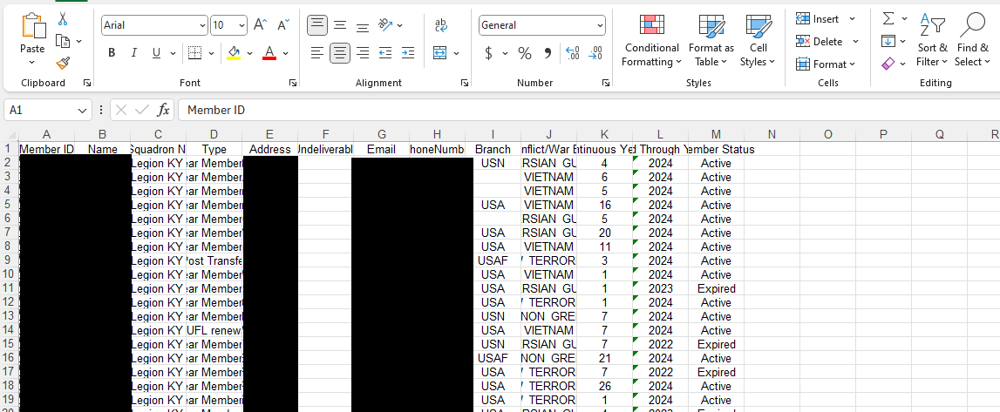 Paste
Clipboard
Arial 10
B I U
Font
ab
Alignment
General
$ % 9
Number
Conditional Formatting
Format as Table
Cell Styles
Styles
Insert
Delete
Format
Cells
Sort & Filter
Find & Select
Editing
A1 fx Member ID
A B C D E F G H I J K L M N O P Q R
1 Member ID Name Squadron N Type Address Undeliverabl Email honeNumb Branch nflict/War E tinuous Ye d Through Y ember Status
2 Legion KY ear Member USN RSIAN GU 4 2024 Active
3 Legion KY ear Member VIETNAM 6 2024 Active
4 Legion KY ear Member VIETNAM 5 2024 Active
5 Legion KY ear Member USA VIETNAM 16 2024 Active
6 Legion KY ear Member RSIAN GU 5 2024 Active
7 Legion KY ear Member USA RSIAN GU 20 2024 Active
8 Legion KY ear Member USA VIETNAM 11 2024 Active
9 Legion KY Post Transfe USAF / TERROR 3 2024 Active
10 Legion KY ear Member USA VIETNAM 1 2024 Active
11 Legion KY ear Member USA RSIAN GU 1 2023 Expired
12 Legion KY ear Member USA / TERROR 1 2024 Active
13 Legion KY ear Member USN NON GRE 7 2024 Active
14 Legion KY UFL renew USA VIETNAM 7 2024 Active
15 Legion KY ear Member USN RSIAN GU 7 2022 Expired
16 Legion KY ear Member USAF NON GRE 21 2024 Active
17 Legion KY ear Member USA / TERROR 7 2022 Expired
18 Legion KY ear Member USA / TERROR 26 2024 Active
19 Legion KY ear Member USA / TERROR 1 2024 Active